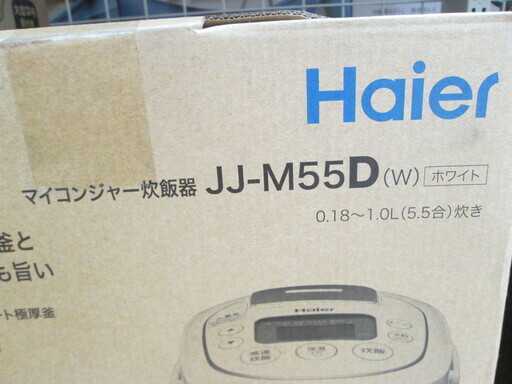 Haier
マイコンジャー炊飯器 JJ-M55D(W) ホワイト
0.18～1.0L(5.5合)炊き
釜と
も旨い
ート極厚釜
Haier
高速
炊飯
保温
炊飯